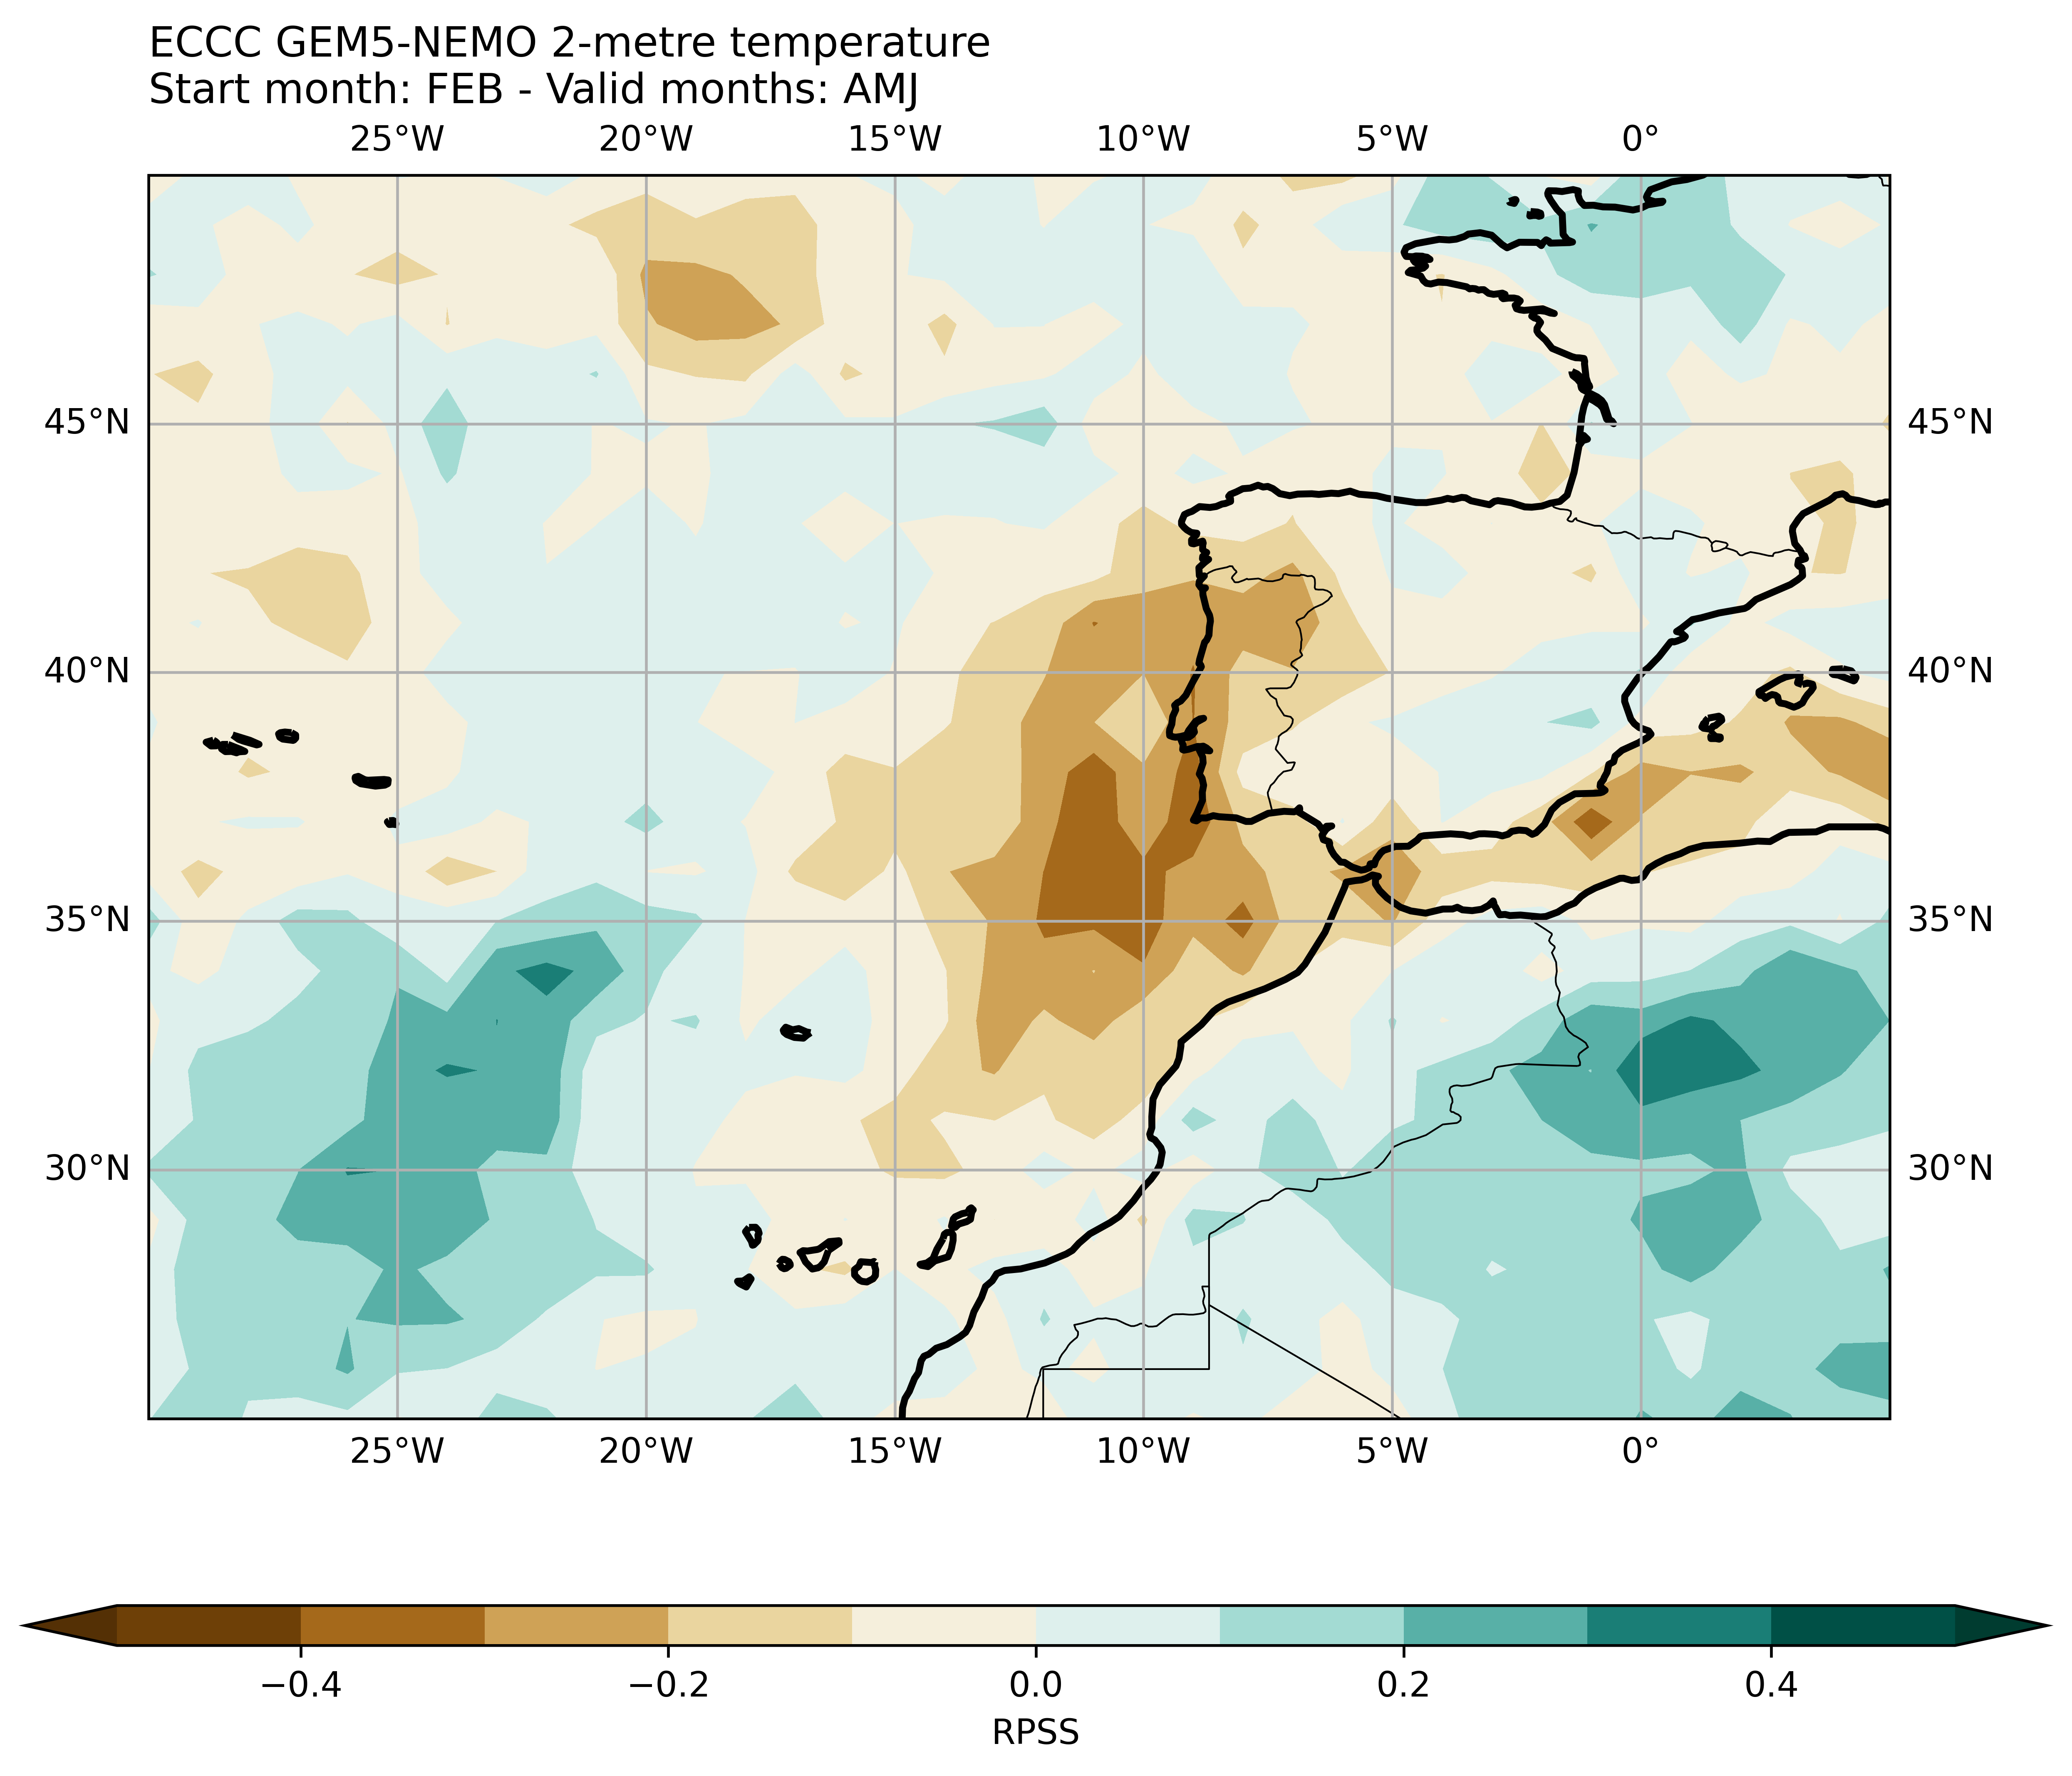 ECCC GEM5-NEMO 2-metre temperature
Start month: FEB - Valid months: AMJ
25°W 20°W 15°W 10°W 5°W 0°
45°N 45°N
40°N 40°N
35°N 35°N
30°N 30°N
25°W 20°W 15°W 10°W 5°W 0°
−0.4 −0.2 0.0 0.2 0.4
RPSS